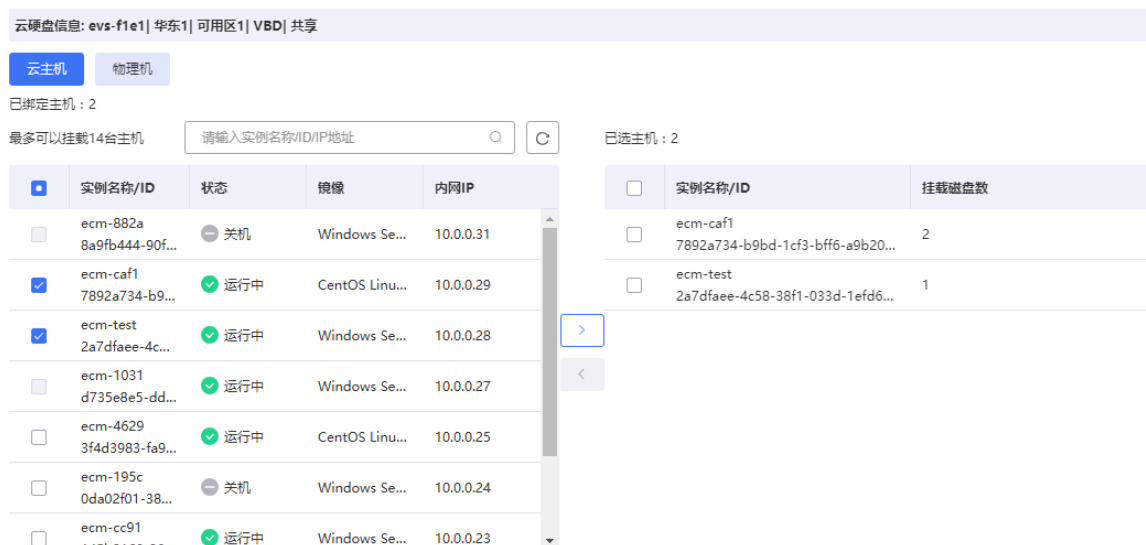 云硬盘信息: evs-f1e1| 华东1| 可用区1| VBD| 共享
云主机 物理机
已绑定主机：2
最多可以挂载14台主机 请输入实例名称/ID/IP地址 已选主机：2
实例名称/ID 状态 镜像 内网IP 实例名称/ID 挂载磁盘数
ecm-882a
8a9fb444-90f... 关机 Windows Se... 10.0.0.31
ecm-caf1
7892a734-b9... 运行中 CentOS Linu... 10.0.0.29
ecm-test
2a7dfaee-4c... 运行中 Windows Se... 10.0.0.28
ecm-1031
d735e8e5-dd... 运行中 Windows Se... 10.0.0.27
ecm-4629
3f4d3983-fa9... 运行中 CentOS Linu... 10.0.0.25
ecm-195c
0da02f01-38... 关机 Windows Se... 10.0.0.24
ecm-cc91
运行中 Windows Se... 10.0.0.23
ecm-caf1
7892a734-b9bd-1cf3-bff6-a9b20... 2
ecm-test
2a7dfaee-4c58-38f1-033d-1efd6... 1